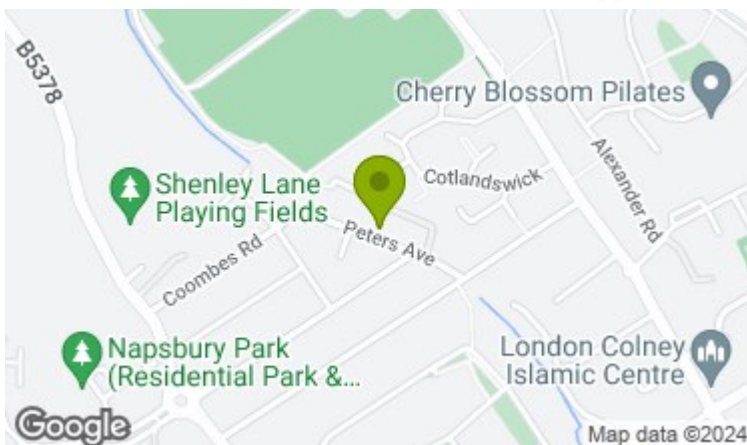 B5378
Cherry Blossom Pilates
Shenley Lane
Playing Fields
Cotlandswick
Alexander Rd
Peters Ave
Coombes Rd
Napsbury Park
(Residential Park &...
London Colney
Islamic Centre
Google
Map data ©2024